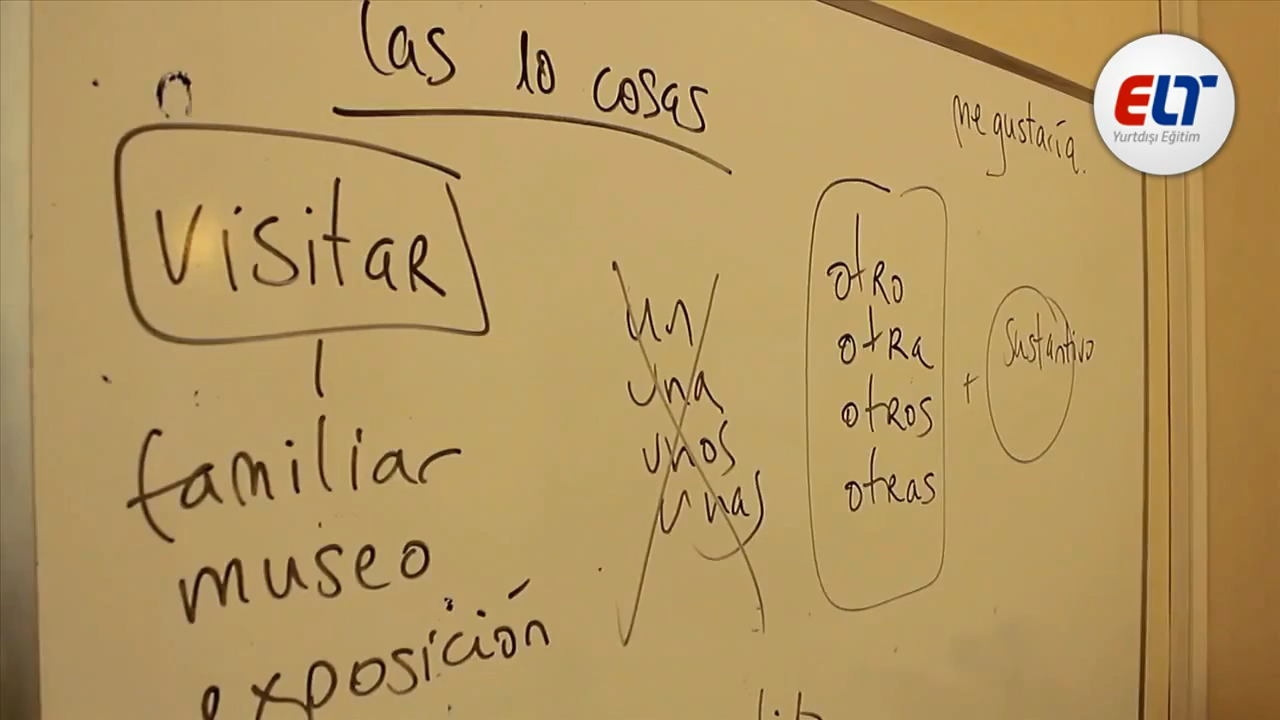 las lo cosas
me gustaría.
ELT
Yurtdışı Eğitim
VISITAR
familiar
museo
exposición
un
una
unos
unas
otro
otra
otros
otras
+ Sustantivo